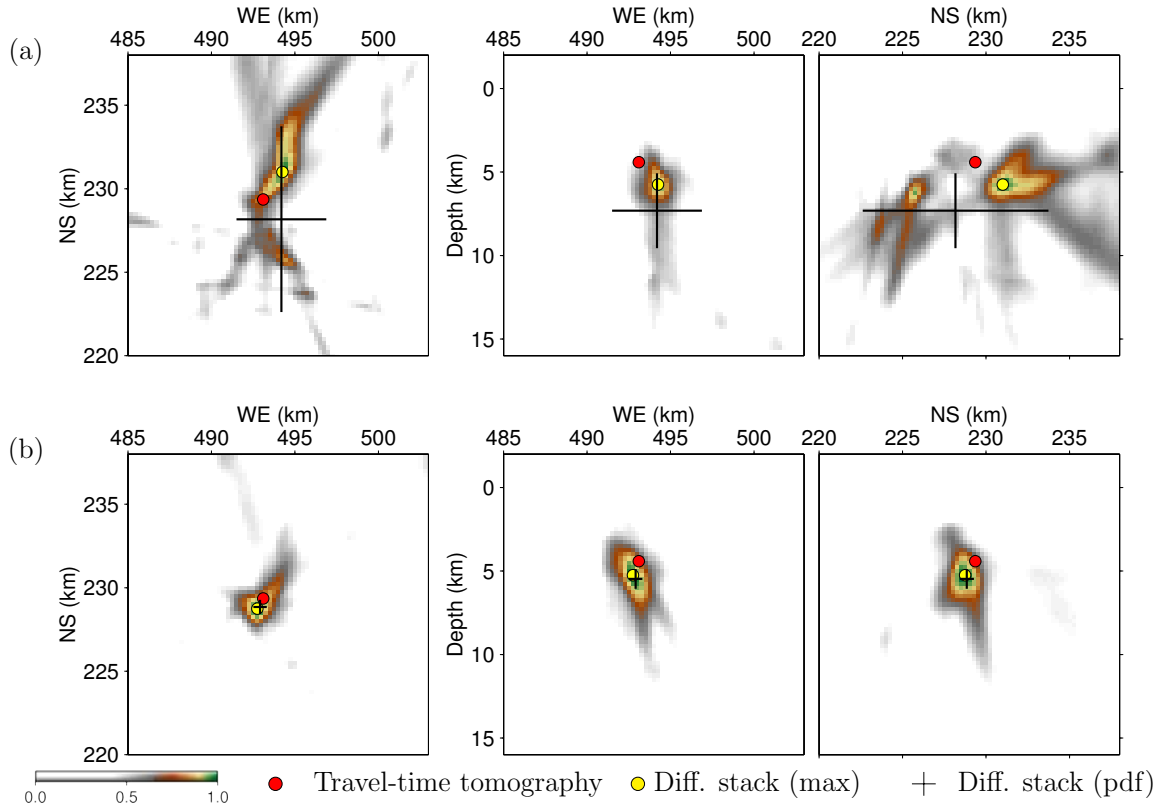 WE (km) WE (km) NS (km)
485 490 495 500 485 490 495 500 220 225 230 235
(a)
NS (km)
235
230
225
220
Depth (km)
0
5
10
15
WE (km) WE (km) NS (km)
485 490 495 500 485 490 495 500 220 225 230 235
(b)
NS (km)
235
230
225
220
Depth (km)
0
5
10
15
0.0 0.5 1.0
Travel-time tomography Diff. stack (max) Diff. stack (pdf)